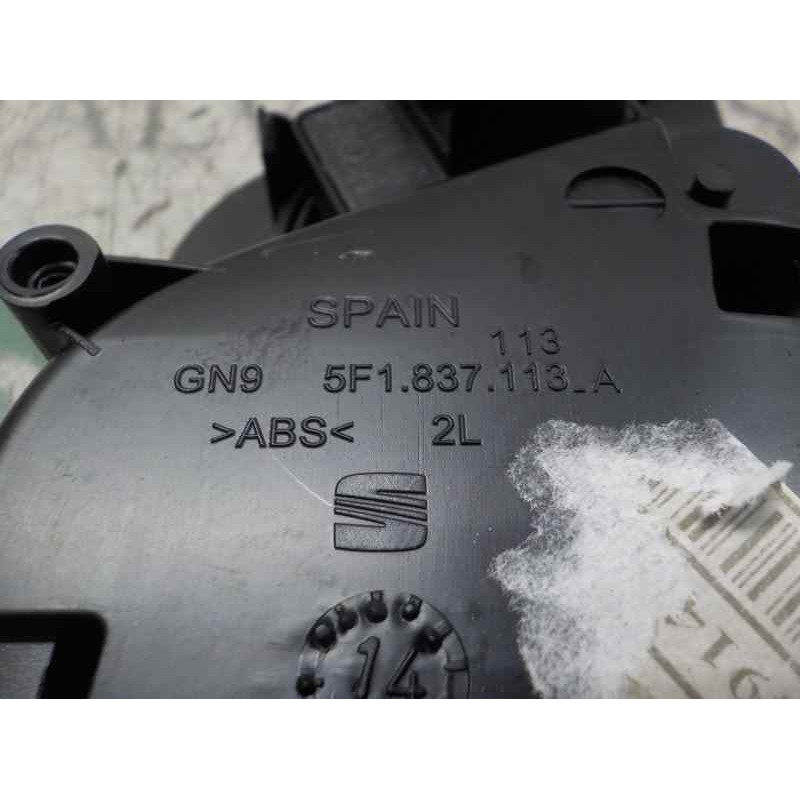 SPAIN
113
GN9 5F1.837.113_A
>ABS< 2L
14